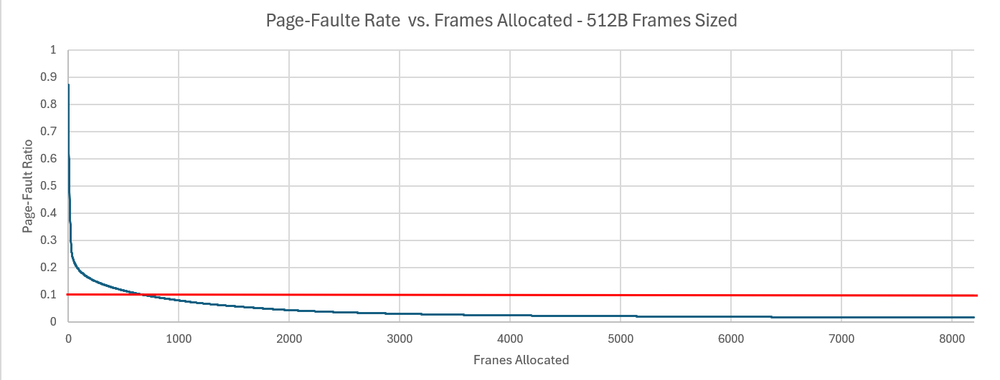 Page-Faulte Rate  vs. Frames Allocated - 512B Frames Sized
1
0.9
0.8
0.7
0.6
0.5
0.4
0.3
0.2
0.1
0
Page-Fault Ratio
0 1000 2000 3000 4000 5000 6000 7000 8000
Franes Allocated